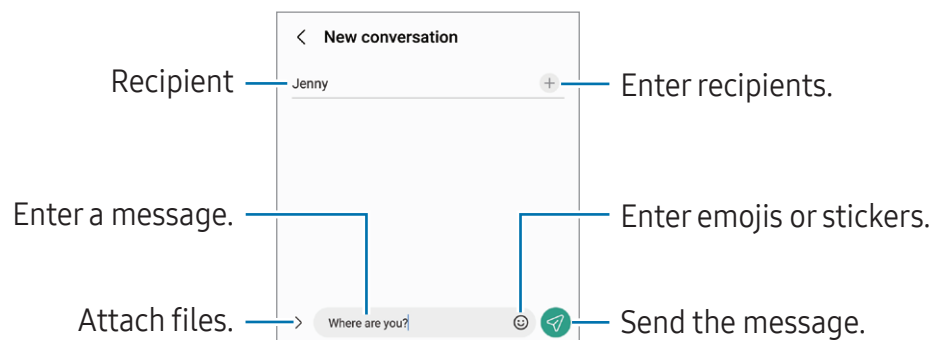 New conversation
Recipient
Jenny
Enter recipients.
Enter a message.
Enter emojis or stickers.
Attach files.
Where are you?
Send the message.